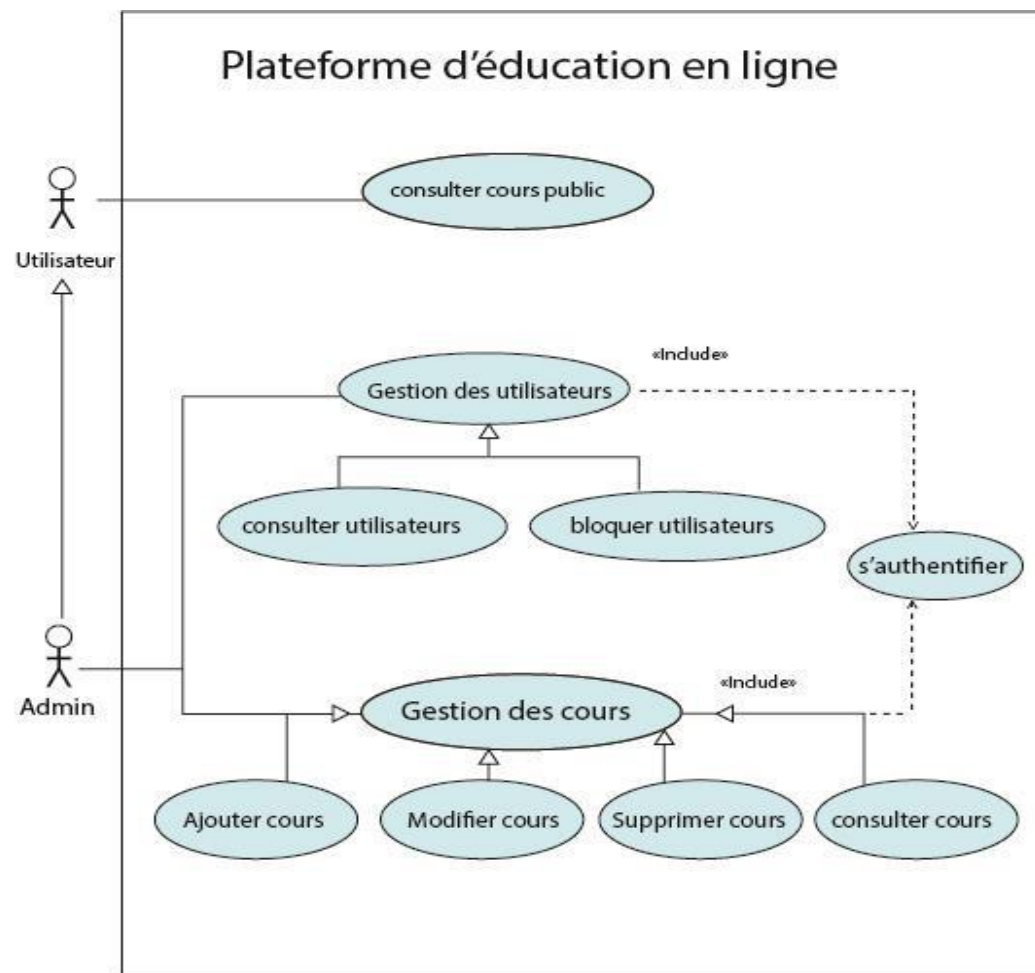 Plateforme d'éducation en ligne
consulter cours public
Utilisateur
«Include»
Gestion des utilisateurs
consulter utilisateurs
bloquer utilisateurs
s'authentifier
Admin
«Include»
Gestion des cours
Ajouter cours
Modifier cours
Supprimer cours
consulter cours